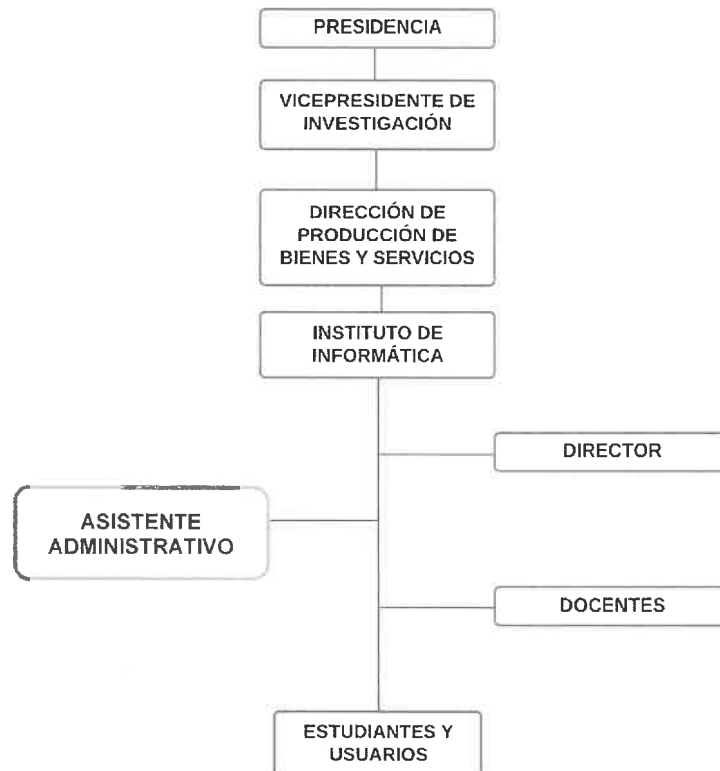 PRESIDENCIA
VICEPRESIDENTE DE
INVESTIGACIÓN
DIRECCIÓN DE
PRODUCCIÓN DE
BIENES Y SERVICIOS
INSTITUTO DE
INFORMÁTICA
DIRECTOR
ASISTENTE
ADMINISTRATIVO
DOCENTES
ESTUDIANTES Y
USUARIOS